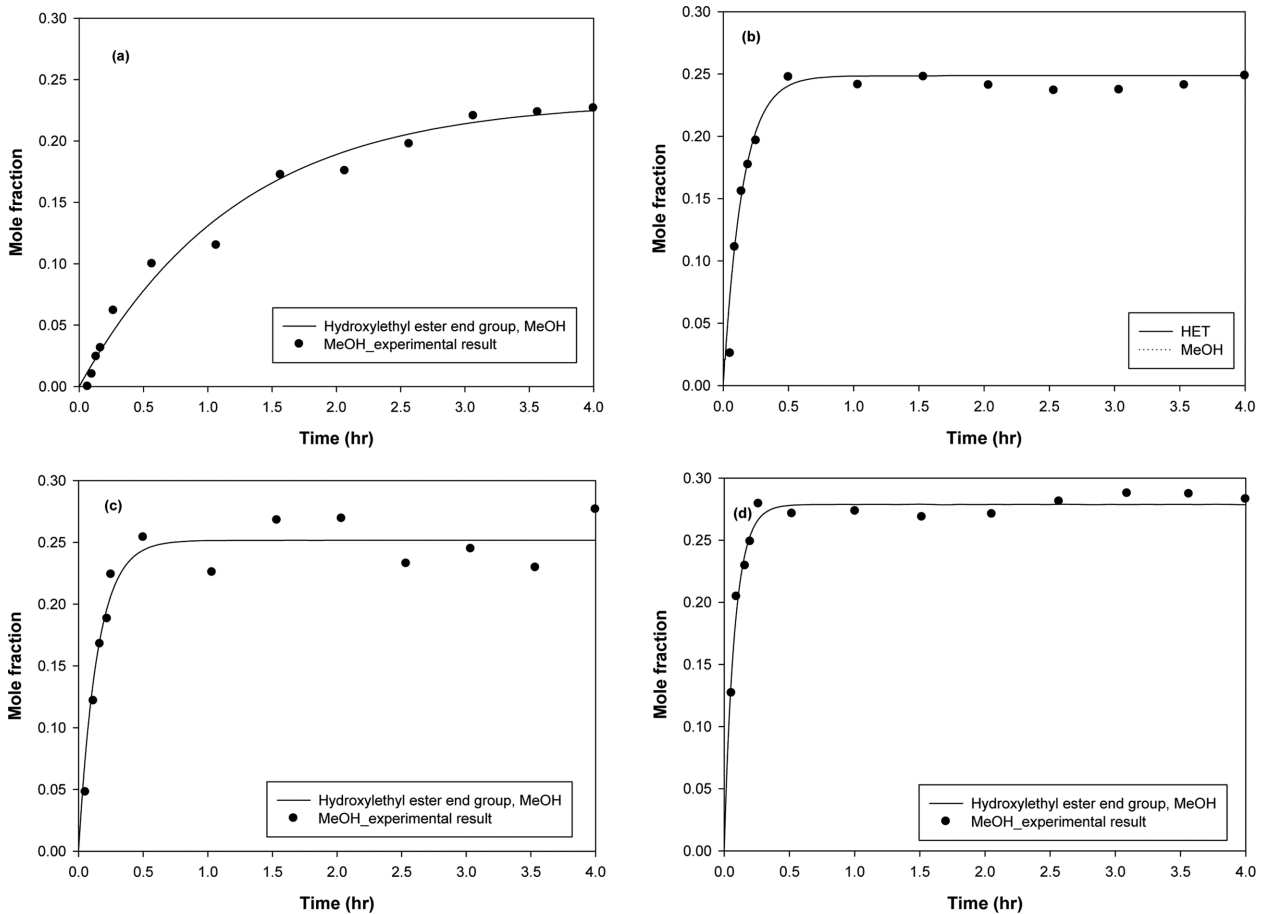 (a)
Mole fraction
0.30
0.25
0.20
0.15
0.10
0.05
0.00
Hydroxylethyl ester end group, MeOH
MeOH_experimental result
0.0 0.5 1.0 1.5 2.0 2.5 3.0 3.5 4.0
Time (hr)
(b)
Mole fraction
0.30
0.25
0.20
0.15
0.10
0.05
0.00
HET
MeOH
0.0 0.5 1.0 1.5 2.0 2.5 3.0 3.5 4.0
Time (hr)
(c)
Mole fraction
0.30
0.25
0.20
0.15
0.10
0.05
0.00
Hydroxylethyl ester end group, MeOH
MeOH_experimental result
0.0 0.5 1.0 1.5 2.0 2.5 3.0 3.5 4.0
Time (hr)
(d)
Mole fraction
0.30
0.25
0.20
0.15
0.10
0.05
0.00
Hydroxylethyl ester end group, MeOH
MeOH_experimental result
0.0 0.5 1.0 1.5 2.0 2.5 3.0 3.5 4.0
Time (hr)